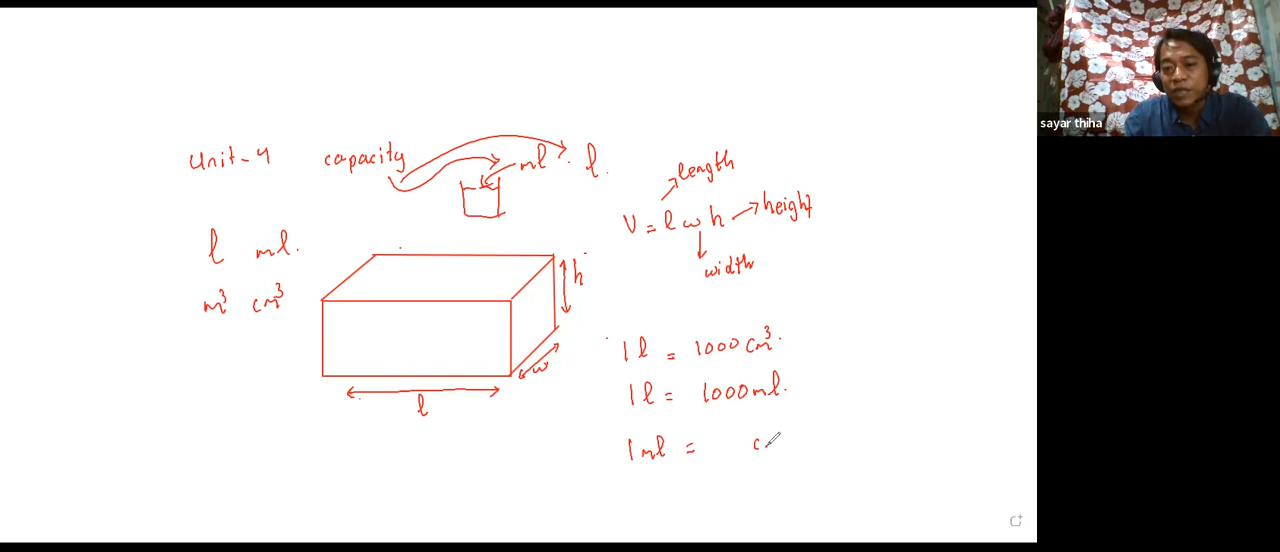 unit-4 capacity ml. l.
l ml.
m³ cm³
h
w
l
length
V = l w h
height
width
1 l = 1000 cm³.
1 l = 1000 ml.
1 ml = c
sayar thiha